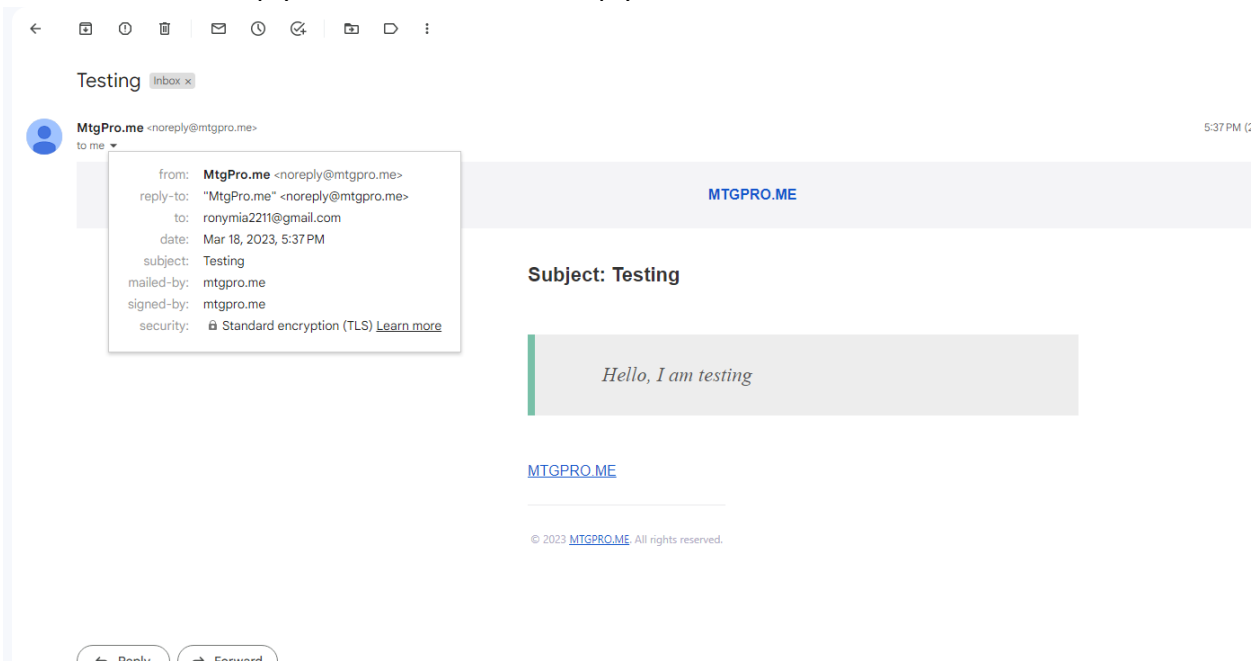 Testing Inbox ×
MtgPro.me <noreply@mtgpro.me>
5:37 PM
to me
from: MtgPro.me <noreply@mtgpro.me>
reply-to: "MtgPro.me" <noreply@mtgpro.me>
to: ronymia2211@gmail.com
date: Mar 18, 2023, 5:37 PM
subject: Testing
mailed-by: mtgpro.me
signed-by: mtgpro.me
security: Standard encryption (TLS) Learn more
MTGPRO.ME
Subject: Testing
Hello, I am testing
MTGPRO.ME
© 2023 MTGPRO.ME. All rights reserved.
Reply
Forward